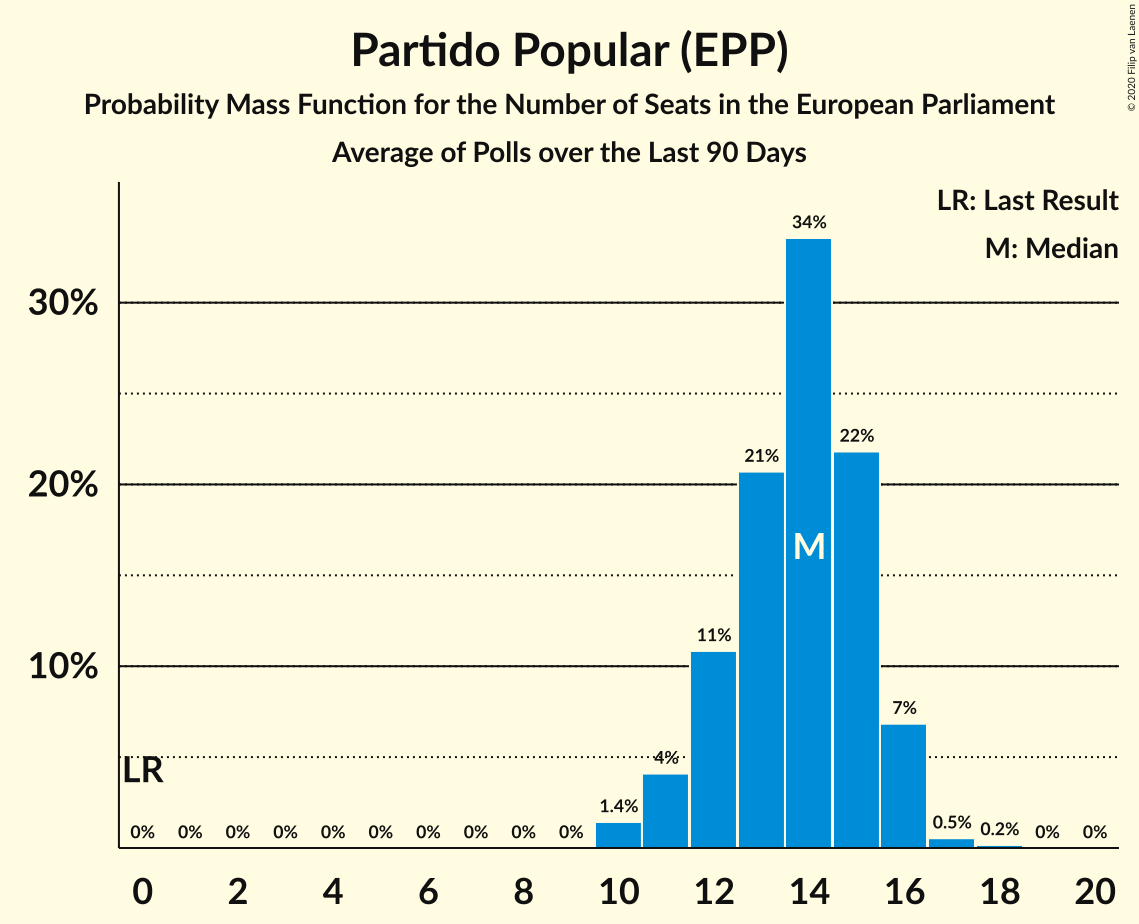 Partido Popular (EPP)
Probability Mass Function for the Number of Seats in the European Parliament
Average of Polls over the Last 90 Days
© 2020 Filip van Laenen
LR: Last Result
M: Median
34%
30%
22%
21%
20%
M
11%
10%
7%
4%
LR
1.4%
0.5%
0.2%
0% 0% 0% 0% 0% 0% 0% 0% 0% 0% 0% 0%
0 2 4 6 8 10 12 14 16 18 20